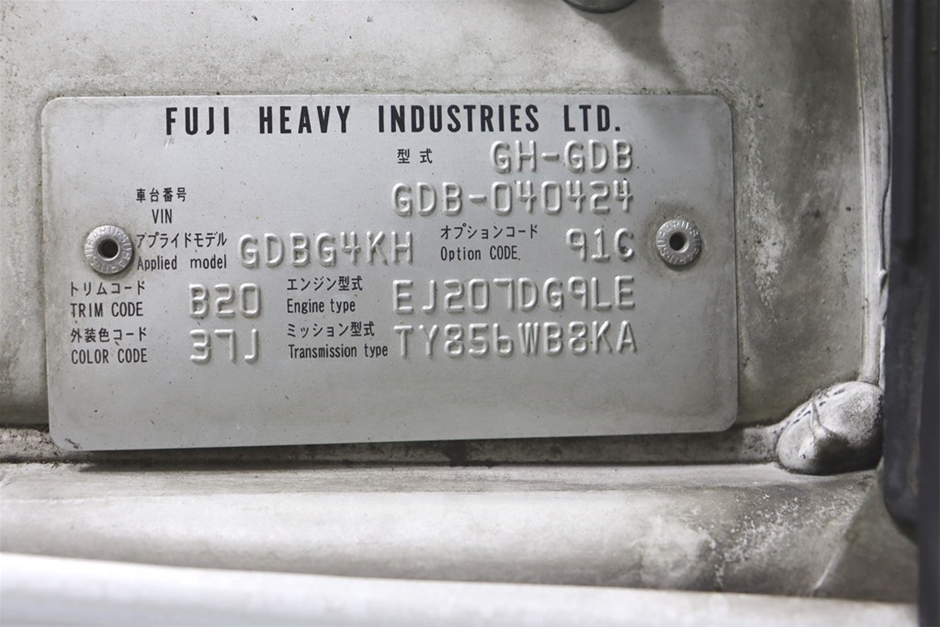 FUJI HEAVY INDUSTRIES LTD.
型式 GH-GDB
車台番号
VIN GDB-040424
アプライドモデル オプションコード
Applied model GDBG4KH Option CODE 91C
トリムコード エンジン型式
TRIM CODE B20 Engine type EJ207DG9LE
外装色コード ミッション型式
COLOR CODE 37J Transmission type TY856WB8KA